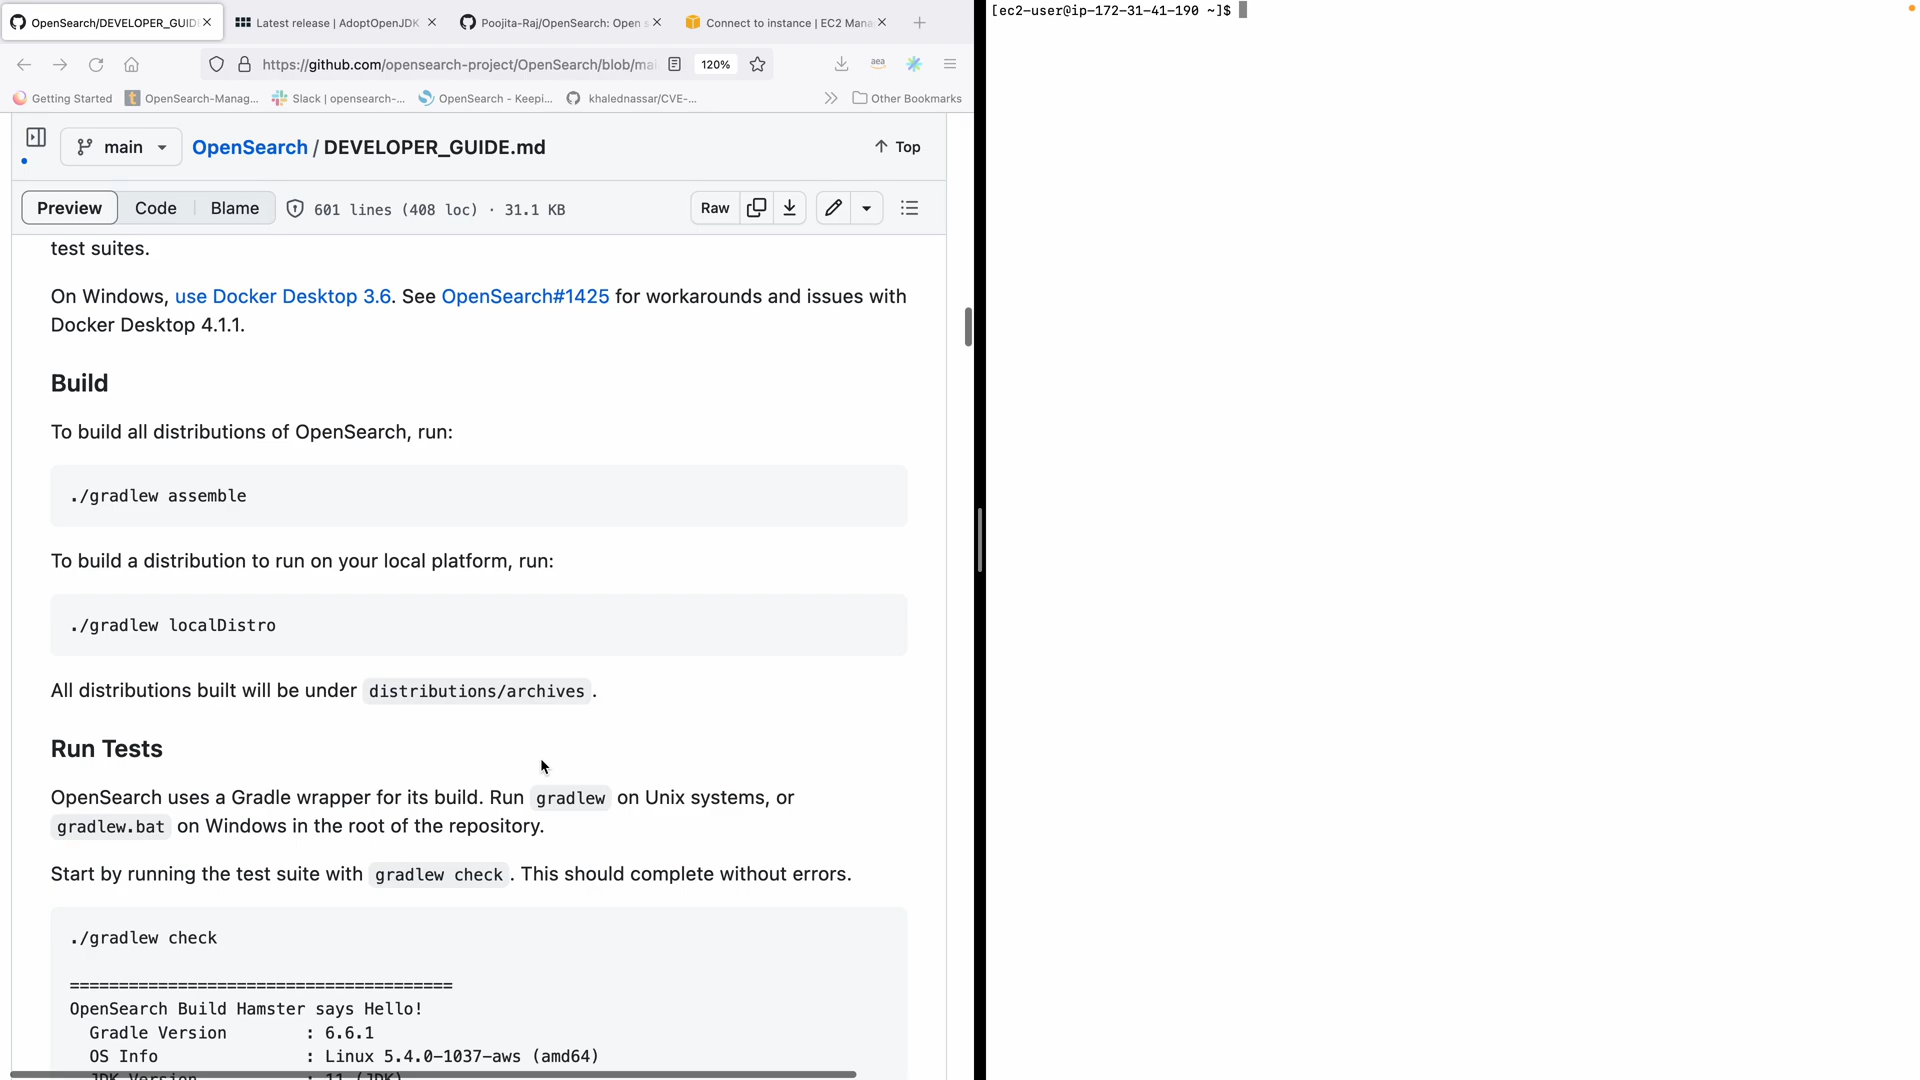 OpenSearch/DEVELOPER_GUID
Latest release | AdoptOpenJDK
Poojita-Raj/OpenSearch: Open s
Connect to instance | EC2 Mana
https://github.com/opensearch-project/OpenSearch/blob/mai
120%
aea
Getting Started
OpenSearch-Manag...
Slack | opensearch-...
OpenSearch - Keepi...
khalednassar/CVE-...
Other Bookmarks
main
OpenSearch / DEVELOPER_GUIDE.md
Top
Preview
Code
Blame
601 lines (408 loc) · 31.1 KB
Raw
test suites.
On Windows, use Docker Desktop 3.6. See OpenSearch#1425 for workarounds and issues with
Docker Desktop 4.1.1.
Build
To build all distributions of OpenSearch, run:
./gradlew assemble
To build a distribution to run on your local platform, run:
./gradlew localDistro
All distributions built will be under distributions/archives.
Run Tests
OpenSearch uses a Gradle wrapper for its build. Run gradlew on Unix systems, or
gradlew.bat on Windows in the root of the repository.
Start by running the test suite with gradlew check. This should complete without errors.
./gradlew check
=======================================
OpenSearch Build Hamster says Hello!
Gradle Version : 6.6.1
OS Info : Linux 5.4.0-1037-aws (amd64)
JDK Version : 11 (JDK)
[ec2-user@ip-172-31-41-190 ~]$